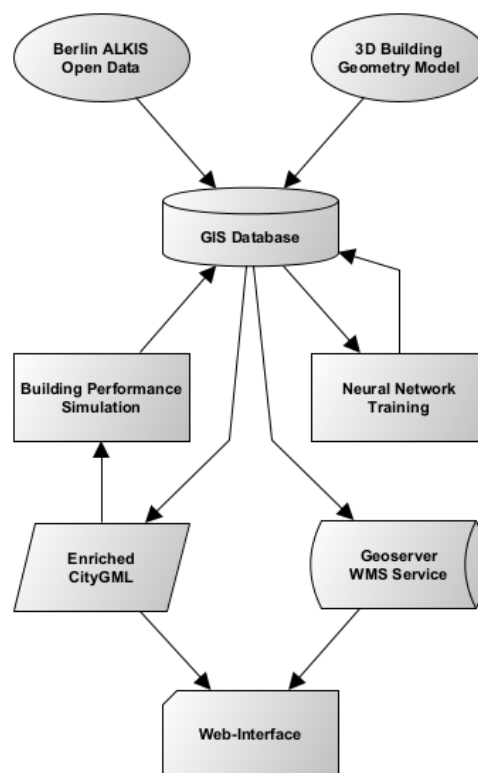 Berlin ALKIS
Open Data
3D Building
Geometry Model
GIS Database
Building Performance
Simulation
Neural Network
Training
Enriched
CityGML
Geoserver
WMS Service
Web-Interface